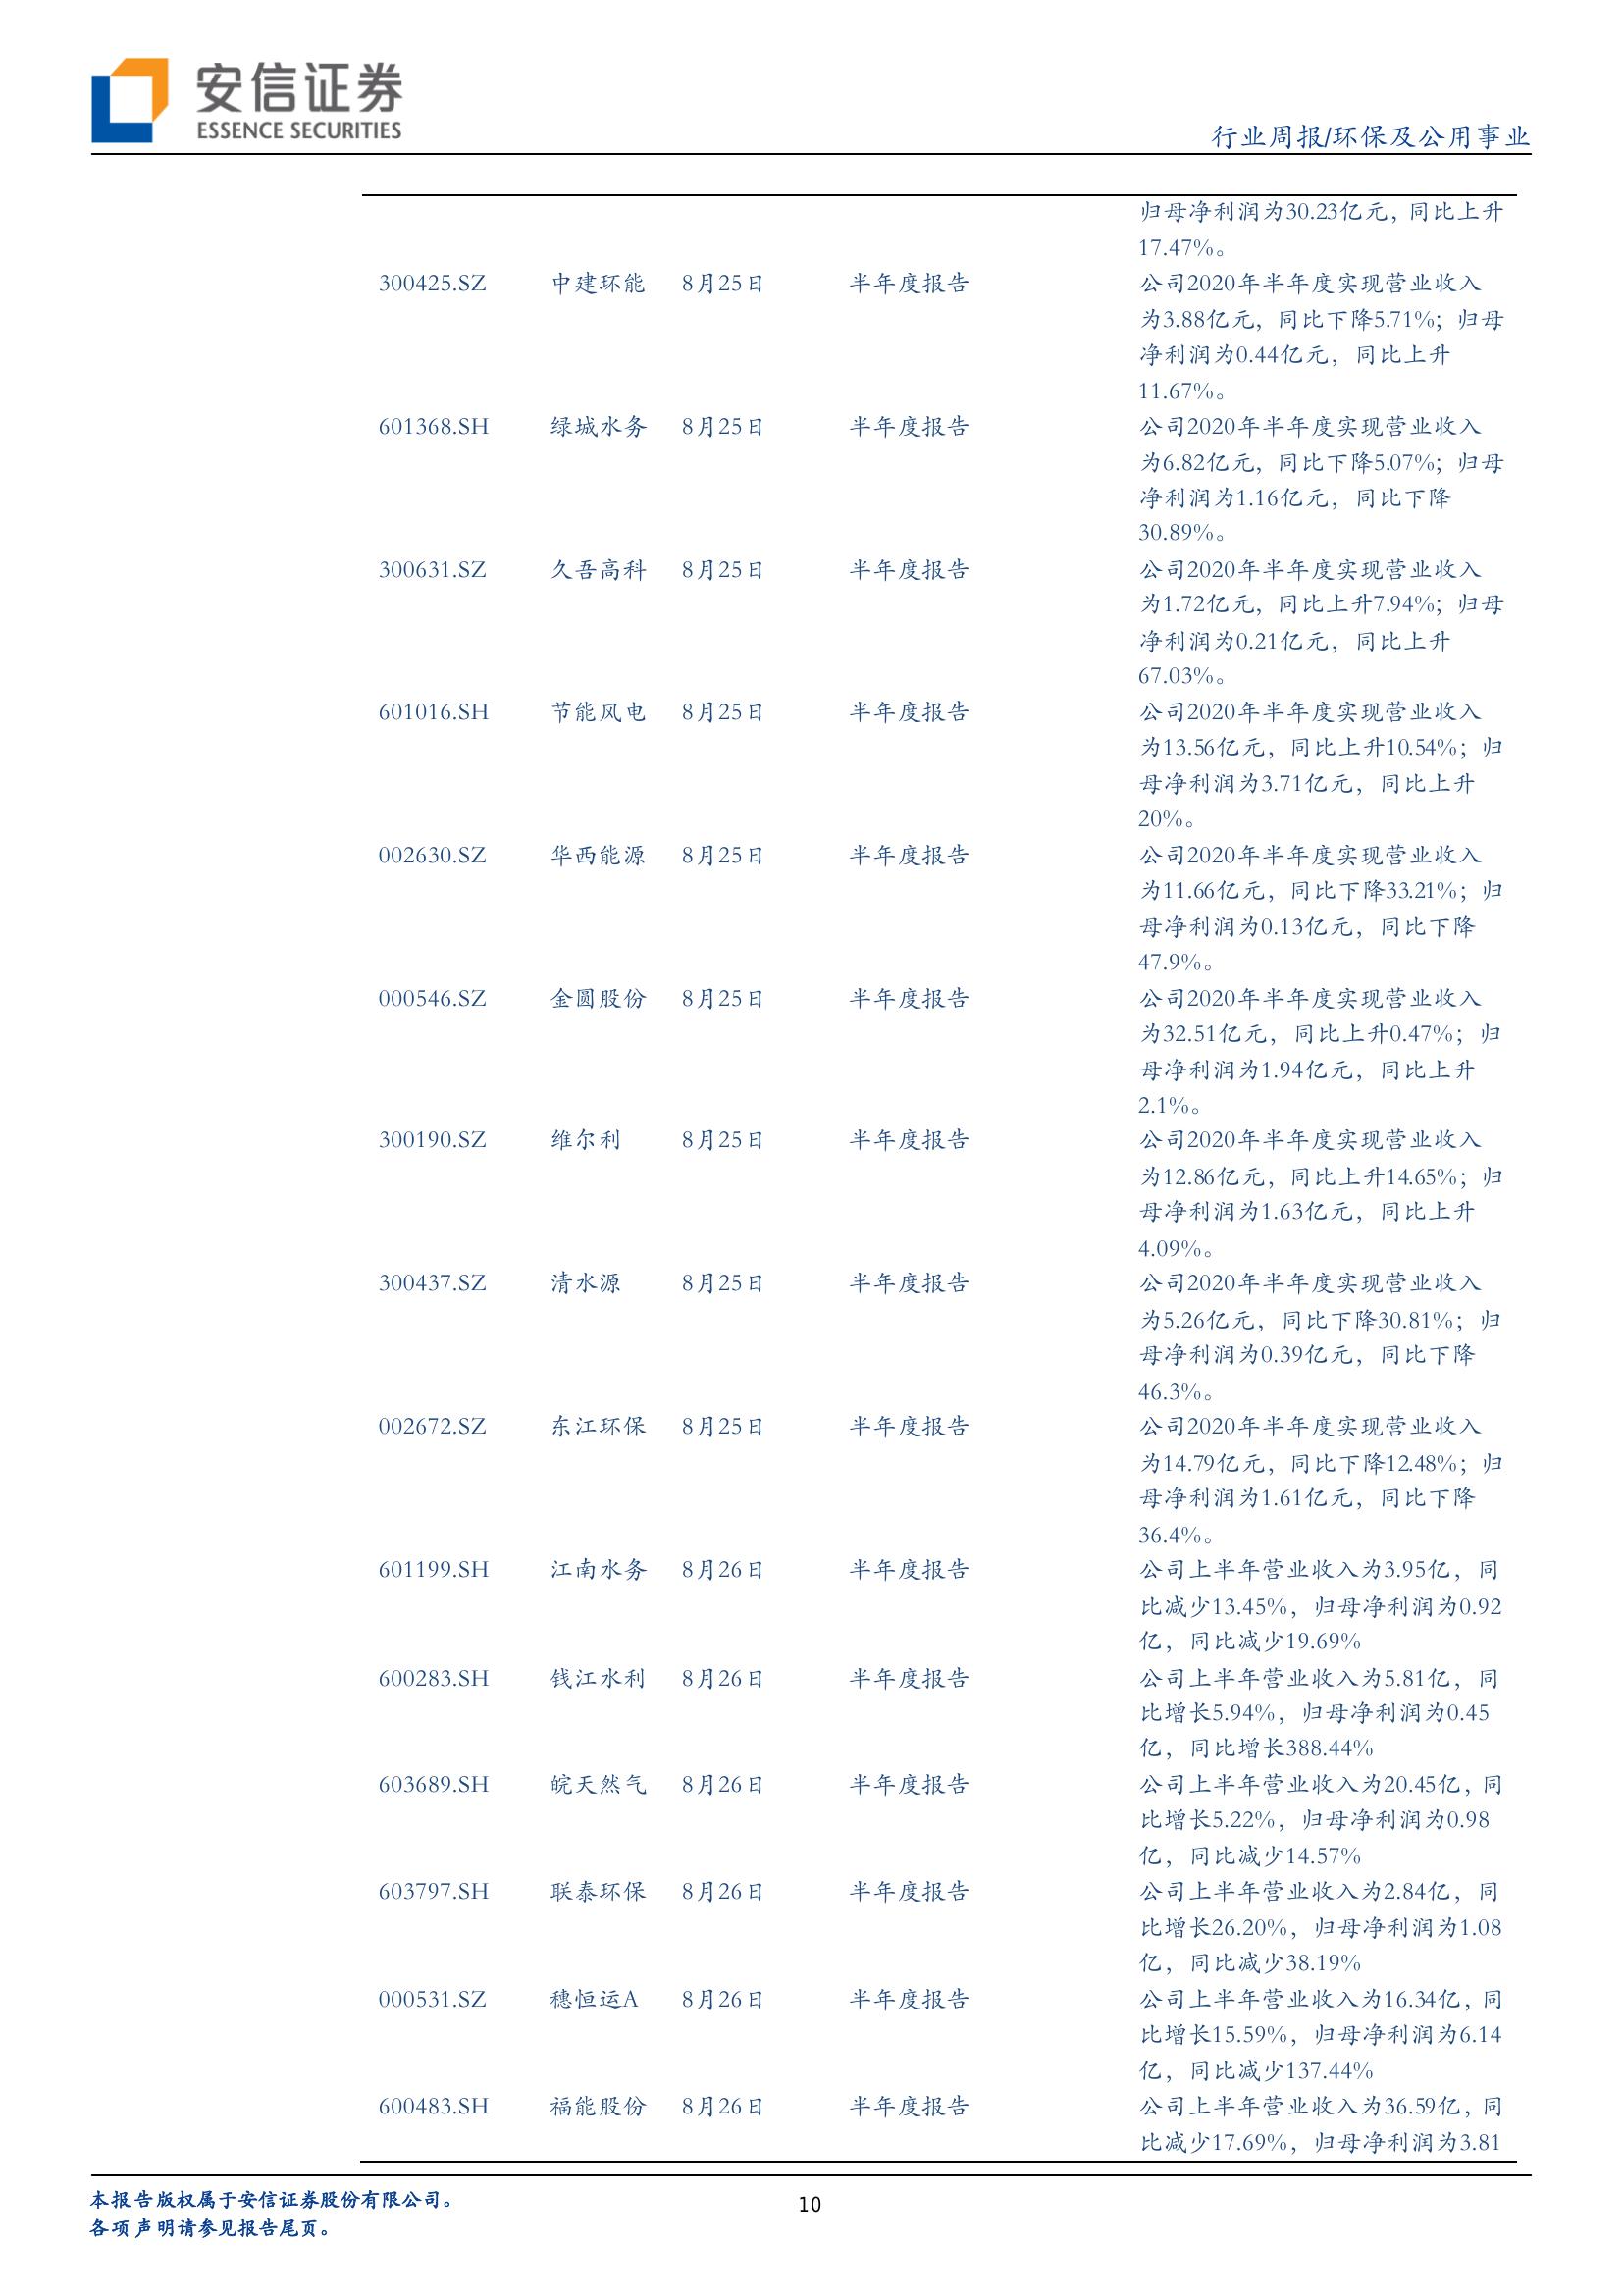 安信证券
ESSENCE SECURITIES
行业周报/环保及公用事业
归母净利润为30.23亿元，同比上升
17.47%。
300425.SZ 中建环能 8月25日 半年度报告 公司2020年半年度实现营业收入
为3.88亿元，同比下降5.71%；归母
净利润为0.44亿元，同比上升
11.67%。
601368.SH 绿城水务 8月25日 半年度报告 公司2020年半年度实现营业收入
为6.82亿元，同比下降5.07%；归母
净利润为1.16亿元，同比下降
30.89%。
300631.SZ 久吾高科 8月25日 半年度报告 公司2020年半年度实现营业收入
为1.72亿元，同比上升7.94%；归母
净利润为0.21亿元，同比上升
67.03%。
601016.SH 节能风电 8月25日 半年度报告 公司2020年半年度实现营业收入
为13.56亿元，同比上升10.54%；归
母净利润为3.71亿元，同比上升
20%。
002630.SZ 华西能源 8月25日 半年度报告 公司2020年半年度实现营业收入
为11.66亿元，同比下降33.21%；归
母净利润为0.13亿元，同比下降
47.9%。
000546.SZ 金圆股份 8月25日 半年度报告 公司2020年半年度实现营业收入
为32.51亿元，同比上升0.47%；归
母净利润为1.94亿元，同比上升
2.1%。
300190.SZ 维尔利 8月25日 半年度报告 公司2020年半年度实现营业收入
为12.86亿元，同比上升14.65%；归
母净利润为1.63亿元，同比上升
4.09%。
300437.SZ 清水源 8月25日 半年度报告 公司2020年半年度实现营业收入
为5.26亿元，同比下降30.81%；归
母净利润为0.39亿元，同比下降
46.3%。
002672.SZ 东江环保 8月25日 半年度报告 公司2020年半年度实现营业收入
为14.79亿元，同比下降12.48%；归
母净利润为1.61亿元，同比下降
36.4%。
601199.SH 江南水务 8月26日 半年度报告 公司上半年营业收入为3.95亿，同
比减少13.45%，归母净利润为0.92
亿，同比减少19.69%
600283.SH 钱江水利 8月26日 半年度报告 公司上半年营业收入为5.81亿，同
比增长5.94%，归母净利润为0.45
亿，同比增长388.44%
603689.SH 皖天然气 8月26日 半年度报告 公司上半年营业收入为20.45亿，同
比增长5.22%，归母净利润为0.98
亿，同比减少14.57%
603797.SH 联泰环保 8月26日 半年度报告 公司上半年营业收入为2.84亿，同
比增长26.20%，归母净利润为1.08
亿，同比减少38.19%
000531.SZ 穗恒运A 8月26日 半年度报告 公司上半年营业收入为16.34亿，同
比增长15.59%，归母净利润为6.14
亿，同比减少137.44%
600483.SH 福能股份 8月26日 半年度报告 公司上半年营业收入为36.59亿，同
比减少17.69%，归母净利润为3.81
本报告版权属于安信证券股份有限公司。
各项声明请参见报告尾页。
10